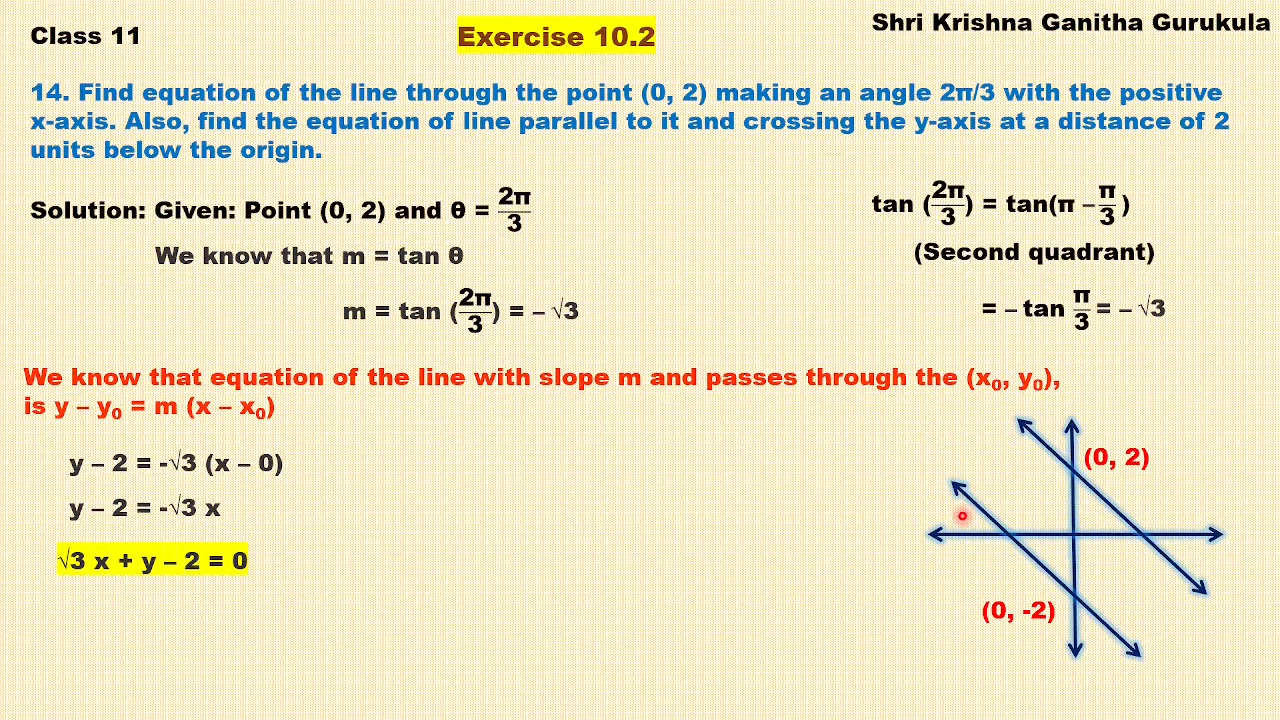 Class 11
Exercise 10.2
Shri Krishna Ganitha Gurukula
14. Find equation of the line through the point (0, 2) making an angle 2π/3 with the positive
x-axis. Also, find the equation of line parallel to it and crossing the y-axis at a distance of 2
units below the origin.
Solution: Given: Point (0, 2) and θ = 2π/3
We know that m = tan θ
m = tan (2π/3) = – √3
tan (2π/3) = tan(π – π/3)
(Second quadrant)
= – tan π/3 = – √3
We know that equation of the line with slope m and passes through the (x₀, y₀),
is y – y₀ = m (x – x₀)
y – 2 = -√3 (x – 0)
y – 2 = -√3 x
√3 x + y – 2 = 0
(0, 2)
(0, -2)